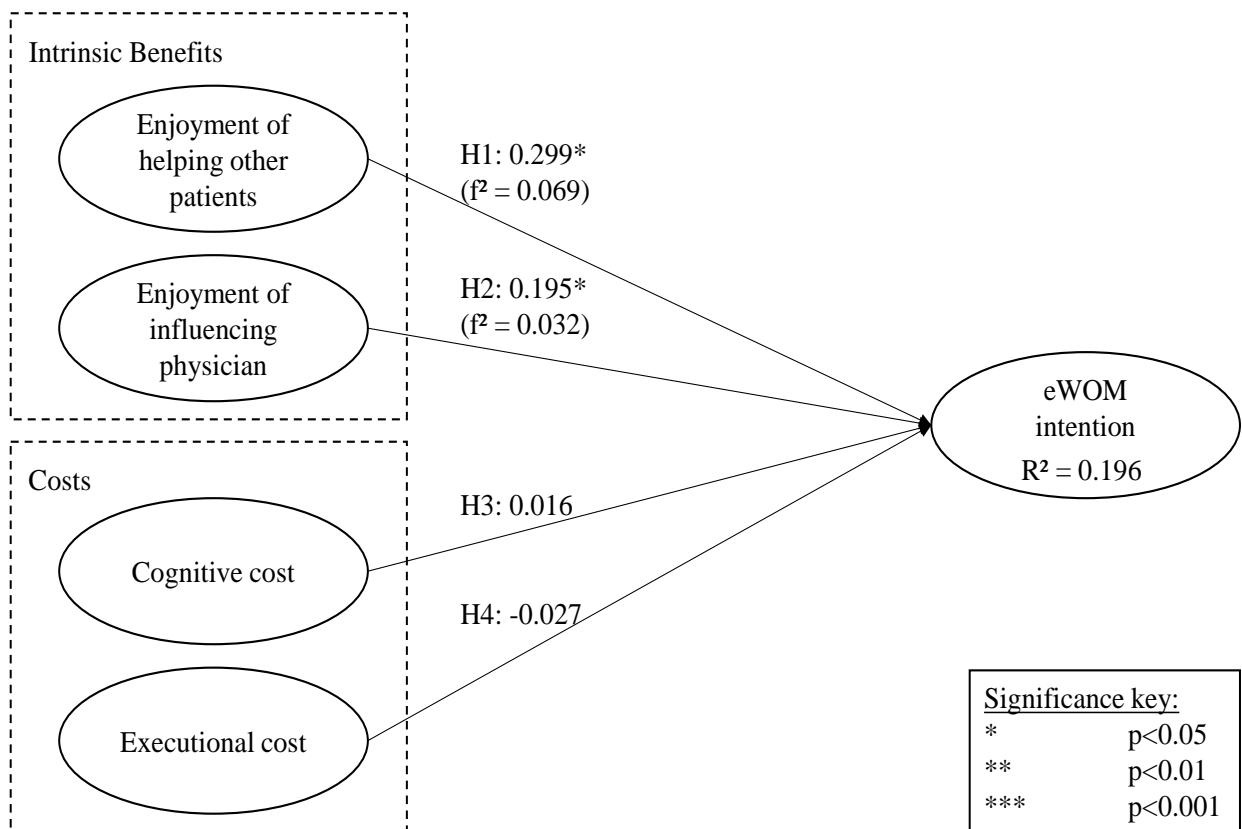 Intrinsic Benefits
Enjoyment of
helping other
patients
H1: 0.299*
(f² = 0.069)
Enjoyment of
influencing
physician
H2: 0.195*
(f² = 0.032)
eWOM
intention
R² = 0.196
Costs
Cognitive cost
H3: 0.016
Executional cost
H4: -0.027
Significance key:
* p<0.05
** p<0.01
*** p<0.001